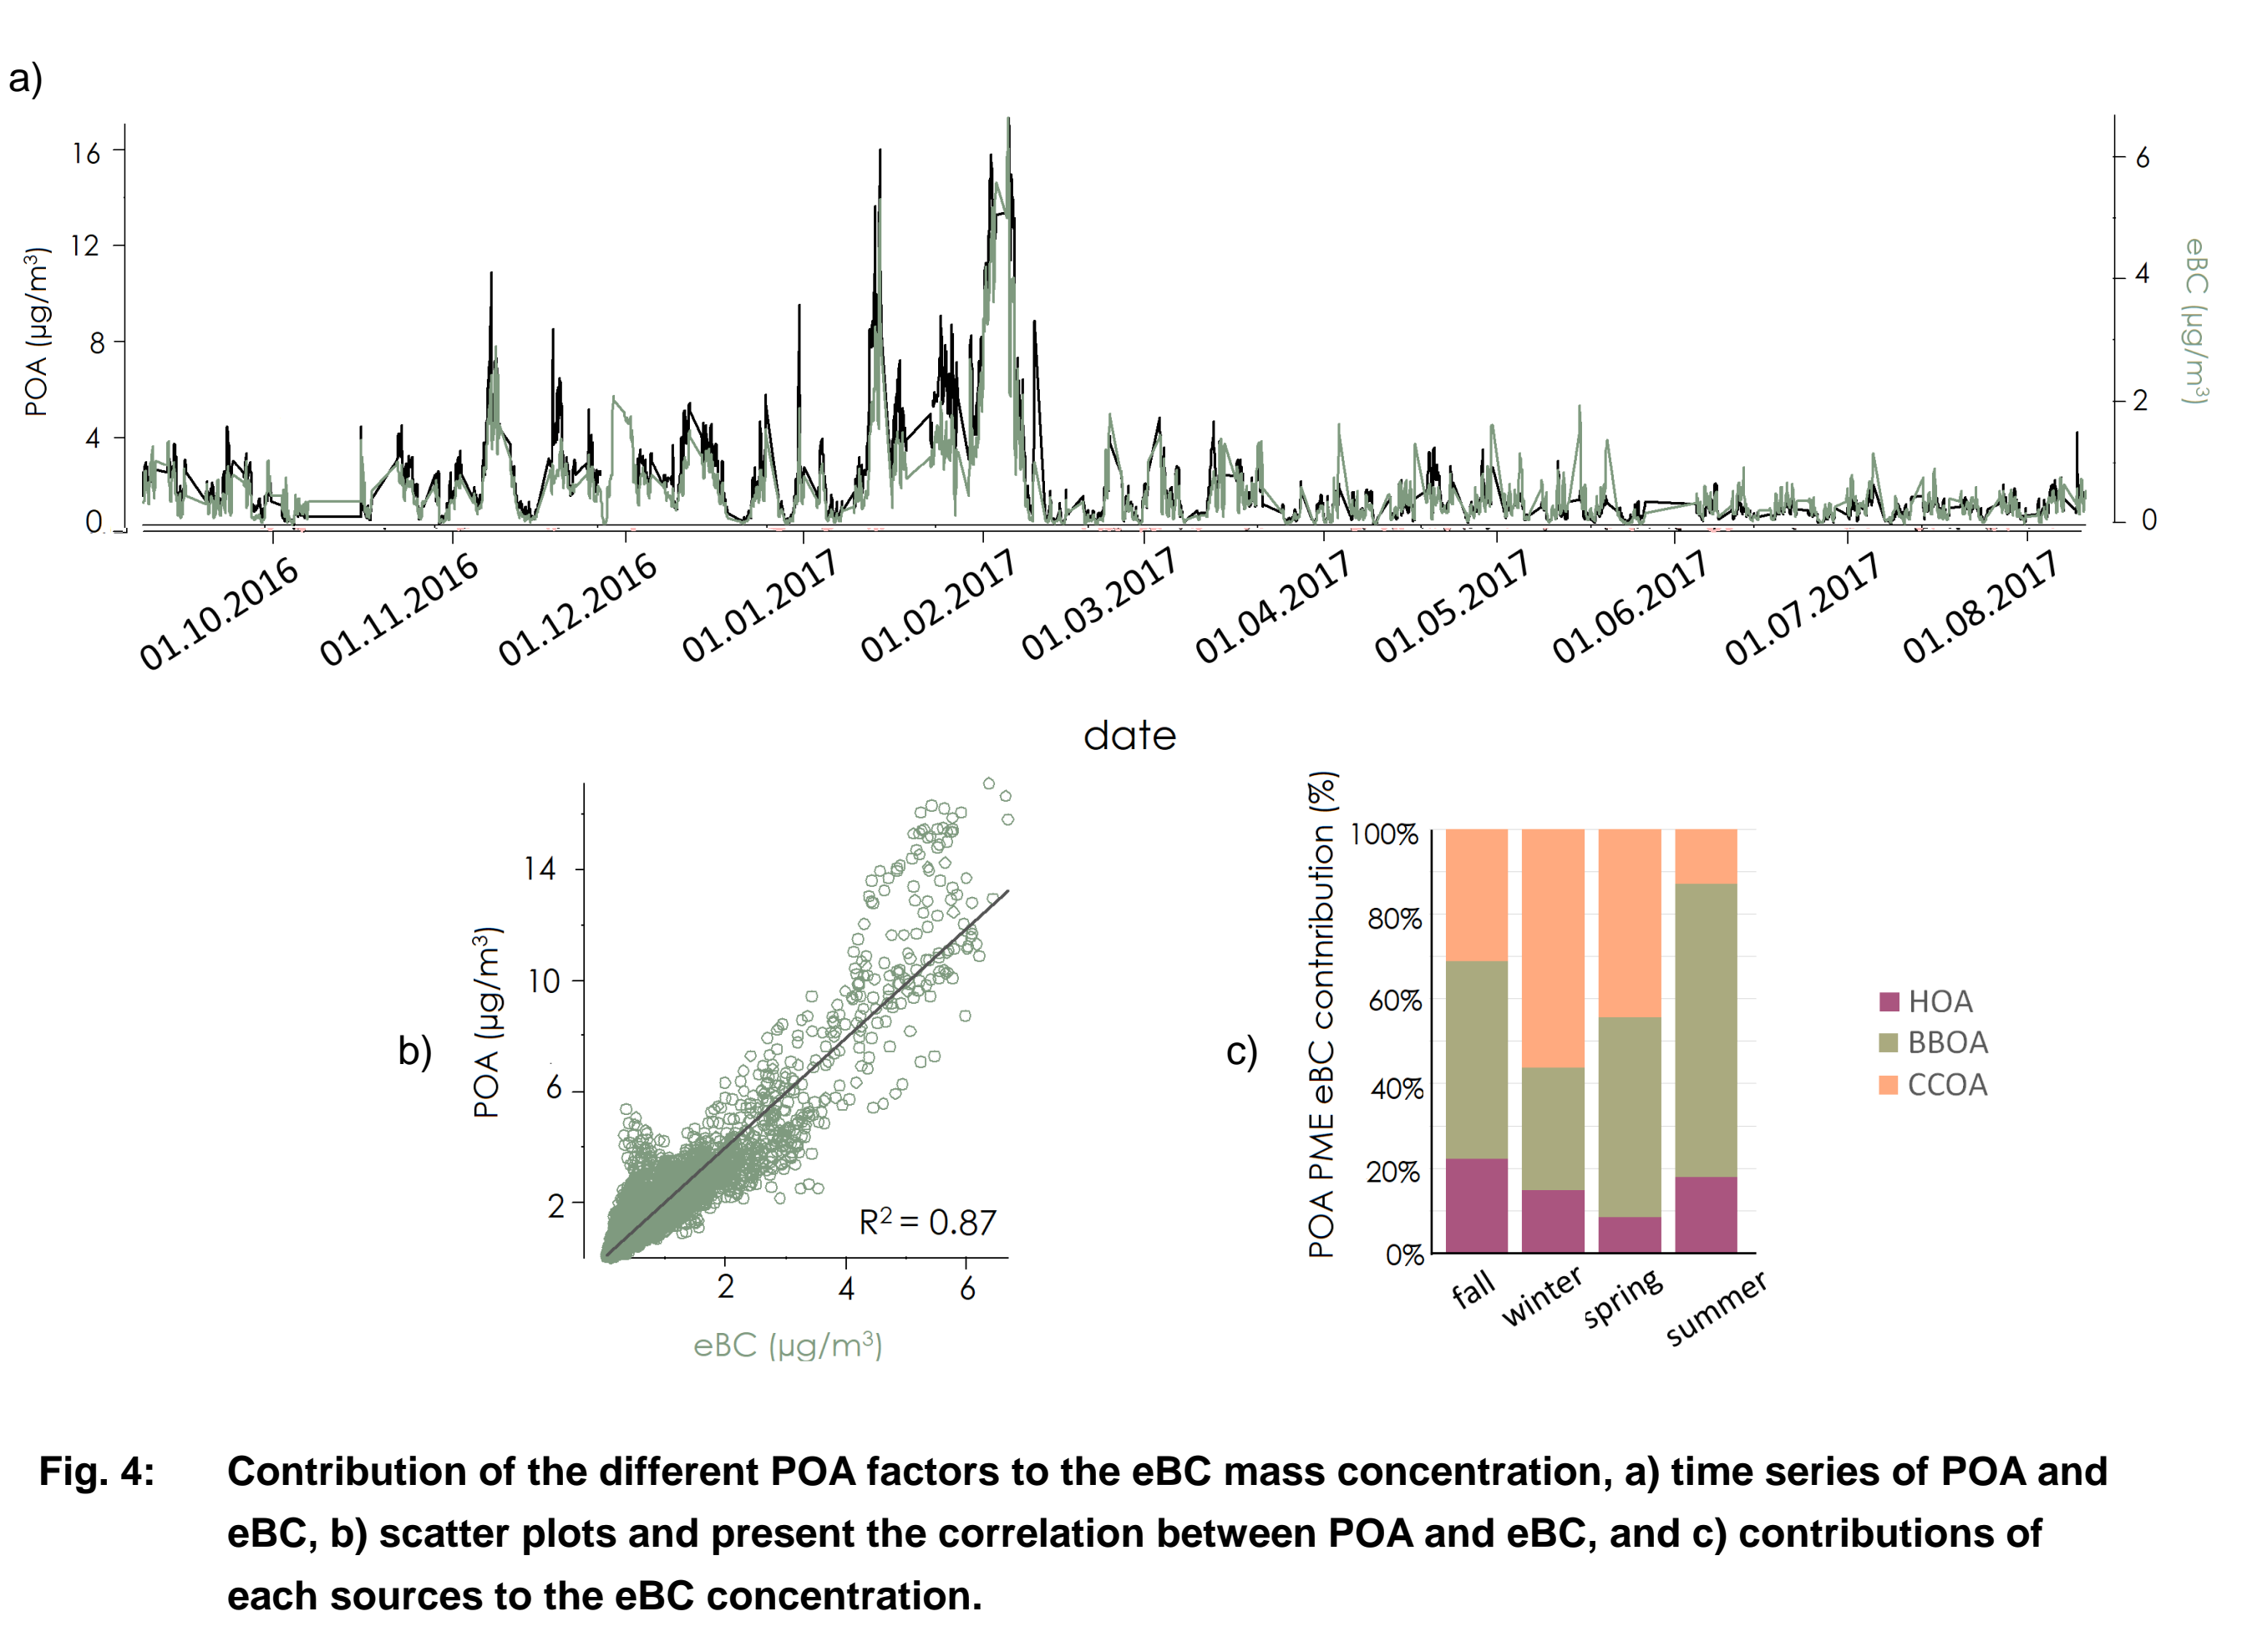 a)
16
12
8
4
0
POA (µg/m³)
6
4
2
0
eBC (µg/m³)
01.10.2016
01.11.2016
01.12.2016
01.01.2017
01.02.2017
01.03.2017
01.04.2017
01.05.2017
01.06.2017
01.07.2017
01.08.2017
date
b)
POA (µg/m³)
14
10
6
2
R² = 0.87
2 4 6
eBC (µg/m³)
c)
POA PME eBC contnribution (%)
100%
80%
60%
40%
20%
0%
fall
winter
spring
summer
HOA
BBOA
CCOA
Fig. 4: Contribution of the different POA factors to the eBC mass concentration, a) time series of POA and
eBC, b) scatter plots and present the correlation between POA and eBC, and c) contributions of
each sources to the eBC concentration.